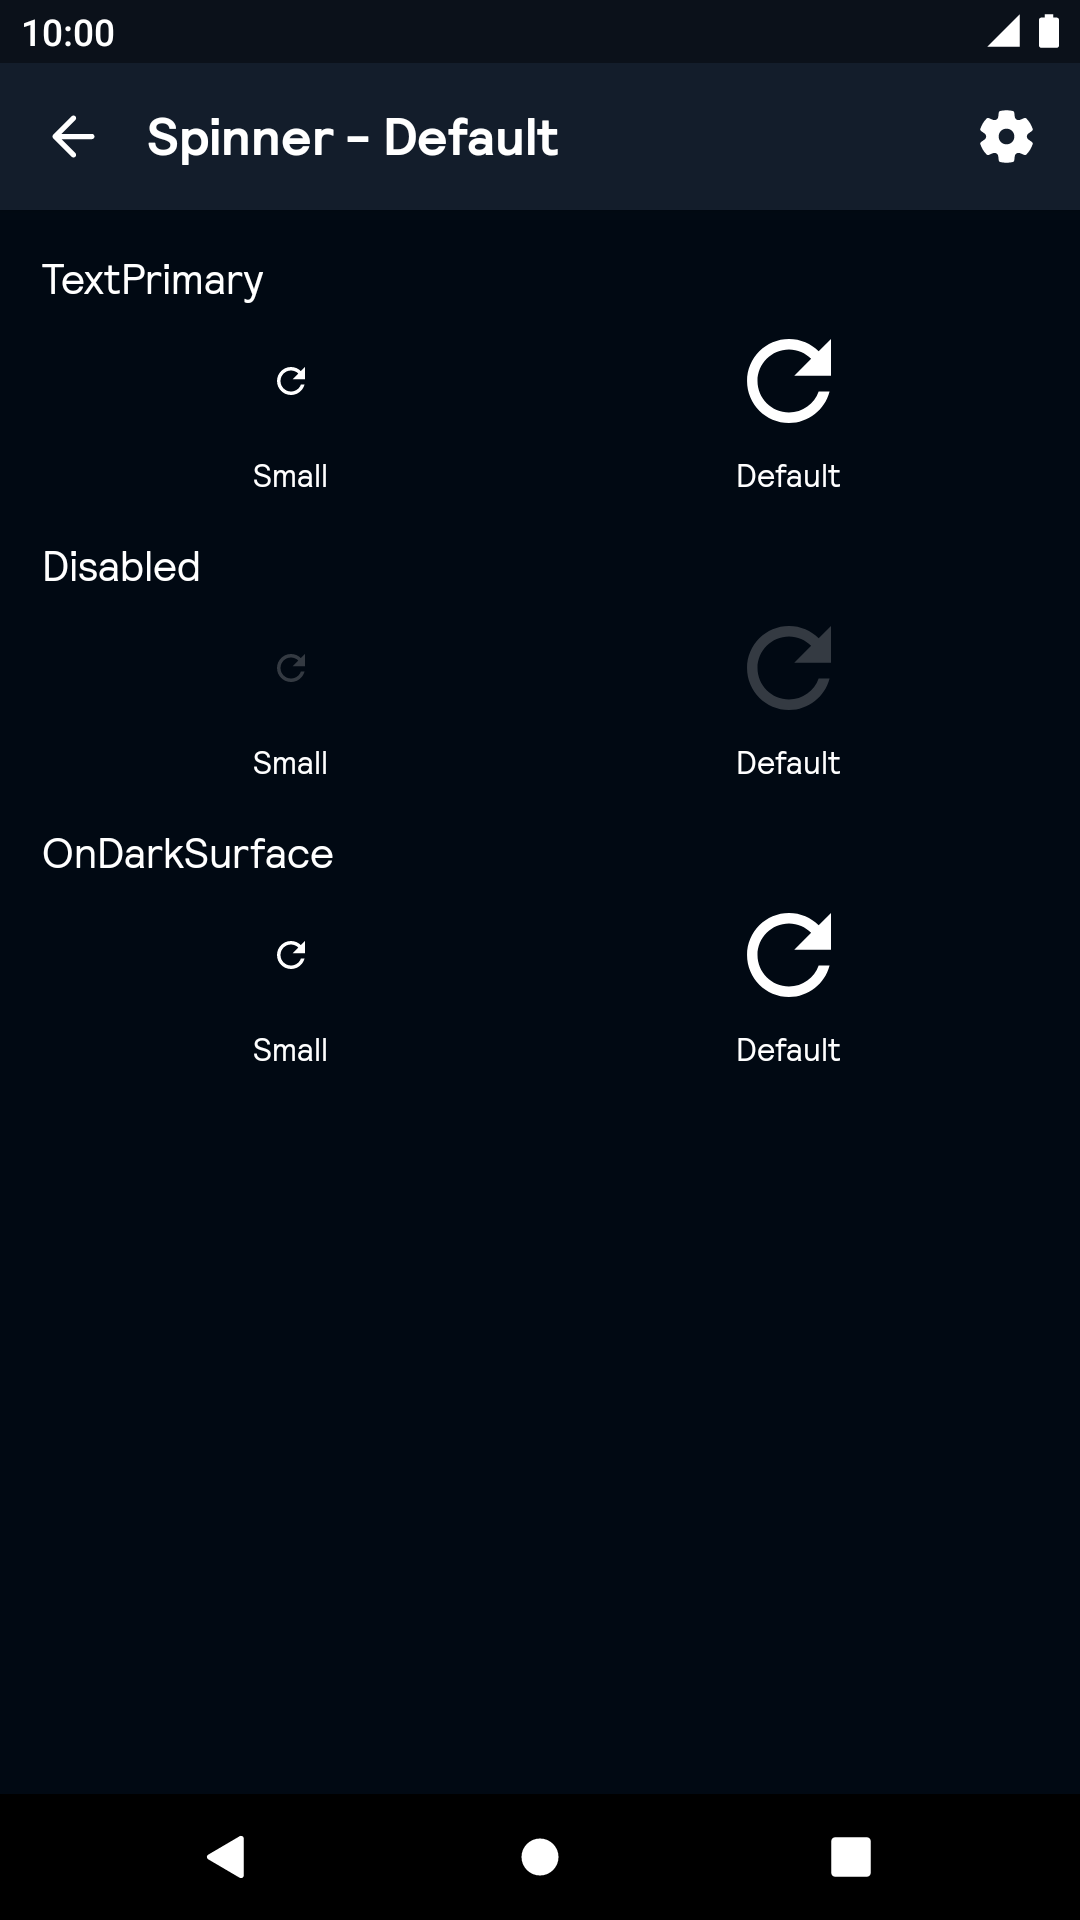 10:00
Spinner - Default
TextPrimary
Small Default
Disabled
Small Default
OnDarkSurface
Small Default